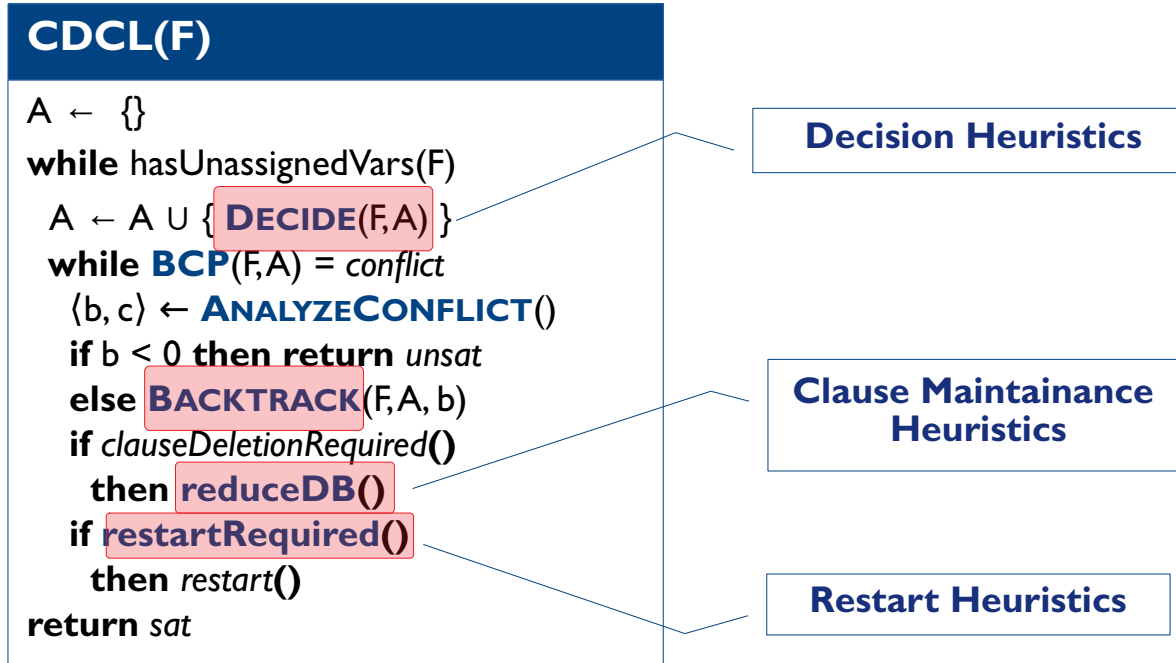 CDCL(F)
A ← {}
while hasUnassignedVars(F)
A ← A ∪ { DECIDE(F, A) }
while BCP(F, A) = conflict
⟨b, c⟩ ← ANALYZECONFLICT()
if b < 0 then return unsat
else BACKTRACK(F, A, b)
if clauseDeletionRequired()
then reduceDB()
if restartRequired()
then restart()
return sat
Decision Heuristics
Clause Maintainance
Heuristics
Restart Heuristics